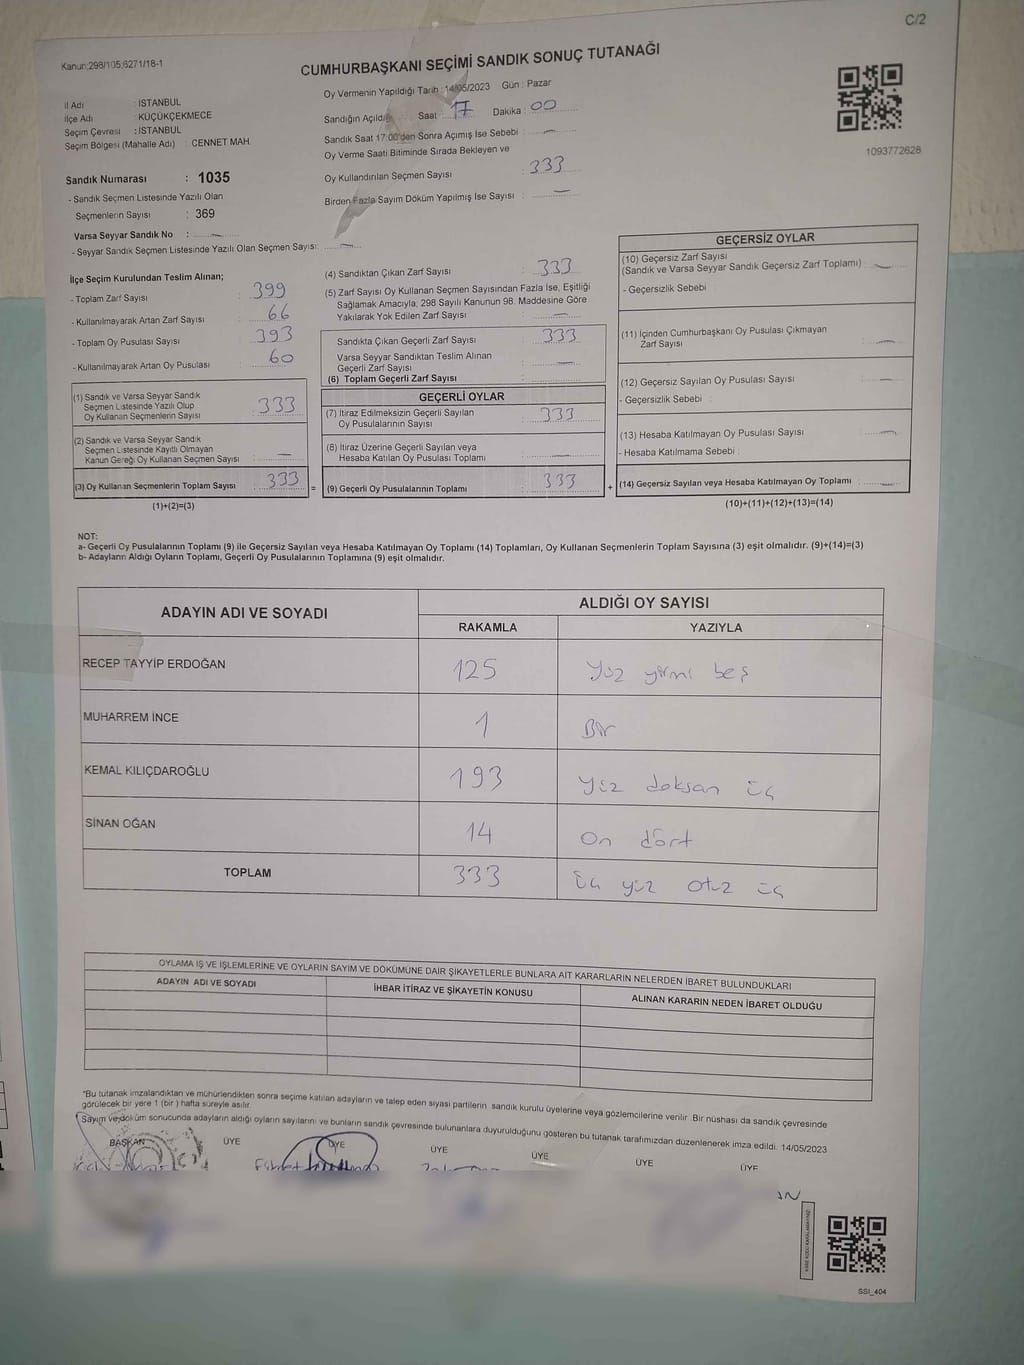 C/2
Kanun:298/105,6271/18-1
CUMHURBAŞKANI SEÇİMİ SANDIK SONUÇ TUTANAĞI
İl Adı : İSTANBUL
İlçe Adı : KÜÇÜKÇEKMECE
Seçim Çevresi : İSTANBUL
Seçim Bölgesi (Mahalle Adı) : CENNET MAH.
Sandık Numarası : 1035
- Sandık Seçmen Listesinde Yazılı Olan
Seçmenlerin Sayısı : 369
Varsa Seyyar Sandık No : —
- Seyyar Sandık Seçmen Listesinde Yazılı Olan Seçmen Sayısı: —
Oy Vermenin Yapıldığı Tarih : 14/05/2023 Gün : Pazar
Sandığın Açıldığı Saat : 17 Dakika : 00
Sandık Saat 17:00'den Sonra Açımış İse Sebebi : —
Oy Verme Saati Bitiminde Sırada Bekleyen ve
Oy Kullandırılan Seçmen Sayısı : 333
Birden Fazla Sayım Döküm Yapılmış İse Sayısı : —
1093772628
İlçe Seçim Kurulundan Teslim Alınan;
- Toplam Zarf Sayısı : 399
- Kullanılmayarak Artan Zarf Sayısı : 66
- Toplam Oy Pusulası Sayısı : 393
- Kullanılmayarak Artan Oy Pusulası : 60
(1) Sandık ve Varsa Seyyar Sandık
Seçmen Listesinde Yazılı Olup
Oy Kullanan Seçmenlerin Sayısı : 333
(2) Sandık ve Varsa Seyyar Sandık
Seçmen Listesinde Kayıtlı Olmayan
Kanun Gereği Oy Kullanan Seçmen Sayısı : —
(3) Oy Kullanan Seçmenlerin Toplam Sayısı : 333
(1)+(2)=(3)
(4) Sandıktan Çıkan Zarf Sayısı : 333
(5) Zarf Sayısı Oy Kullanan Seçmen Sayısından Fazla İse, Eşitliği
Sağlamak Amacıyla; 298 Sayılı Kanunun 98. Maddesine Göre
Yakılarak Yok Edilen Zarf Sayısı : —
Sandıkta Çıkan Geçerli Zarf Sayısı : 333
Varsa Seyyar Sandıktan Teslim Alınan
Geçerli Zarf Sayısı : —
(6) Toplam Geçerli Zarf Sayısı :
GEÇERLİ OYLAR
(7) İtiraz Edilmeksizin Geçerli Sayılan
Oy Pusulalarının Sayısı : 333
(8) İtiraz Üzerine Geçerli Sayılan veya
Hesaba Katılan Oy Pusulası Toplamı : —
= (9) Geçerli Oy Pusulalarının Toplamı : 333 +
GEÇERSİZ OYLAR
(10) Geçersiz Zarf Sayısı
(Sandık ve Varsa Seyyar Sandık Geçersiz Zarf Toplamı) : —
- Geçersizlik Sebebi :
(11) İçinden Cumhurbaşkanı Oy Pusulası Çıkmayan
Zarf Sayısı : —
(12) Geçersiz Sayılan Oy Pusulası Sayısı : —
- Geçersizlik Sebebi :
(13) Hesaba Katılmayan Oy Pusulası Sayısı : —
- Hesaba Katılmama Sebebi :
(14) Geçersiz Sayılan veya Hesaba Katılmayan Oy Toplamı : —
(10)+(11)+(12)+(13)=(14)
NOT:
a- Geçerli Oy Pusulalarının Toplamı (9) ile Geçersiz Sayılan veya Hesaba Katılmayan Oy Toplamı (14) Toplamları, Oy Kullanan Seçmenlerin Toplam Sayısına (3) eşit olmalıdır. (9)+(14)=(3)
b- Adayların Aldığı Oyların Toplamı, Geçerli Oy Pusulalarının Toplamına (9) eşit olmalıdır.
ADAYIN ADI VE SOYADI ALDIĞI OY SAYISI
RAKAMLA YAZIYLA
RECEP TAYYİP ERDOĞAN 125 Yüz yirmi beş
MUHARREM İNCE 1 Bir
KEMAL KILIÇDAROĞLU 193 Yüz doksan üç
SİNAN OĞAN 14 On dört
TOPLAM 333 Üç yüz otuz üç
OYLAMA İŞ VE İŞLEMLERİNE VE OYLARIN SAYIM VE DÖKÜMÜNE DAİR ŞİKAYETLERLE BUNLARA AİT KARARLARIN NELERDEN İBARET BULUNDUKLARI
ADAYIN ADI VE SOYADI İHBAR İTİRAZ VE ŞİKAYETİN KONUSU ALINAN KARARIN NEDEN İBARET OLDUĞU
*Bu tutanak imzalandıktan ve mühürlendikten sonra seçime katılan adayların ve talep eden siyasi partilerin sandık kurulu üyelerine veya gözlemcilerine verilir. Bir nüshası da sandık çevresinde
görülecek bir yere 1 (bir) hafta süreyle asılır.
Sayım ve döküm sonucunda adayların aldığı oyların sayılarını ve bunların sandık çevresinde bulunanlara duyurulduğunu gösteren bu tutanak tarafımızdan düzenlenerek imza edildi. 14/05/2023
BAŞKAN ÜYE ÜYE ÜYE ÜYE ÜYE ÜYE
SSİ_404